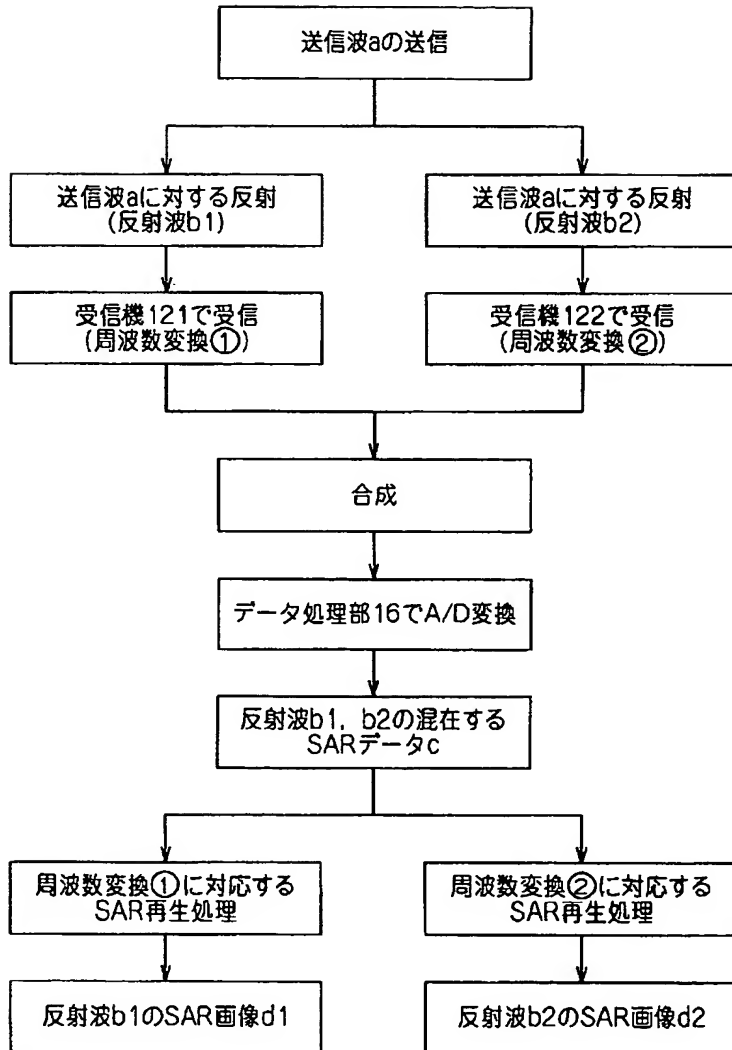 送信波aの送信
送信波aに対する反射
(反射波b1)
送信波aに対する反射
(反射波b2)
受信機121で受信
(周波数変換①)
受信機122で受信
(周波数変換②)
合成
データ処理部16でA/D変換
反射波b1, b2の混在する
SARデータc
周波数変換①に対応する
SAR再生処理
周波数変換②に対応する
SAR再生処理
反射波b1のSAR画像d1
反射波b2のSAR画像d2